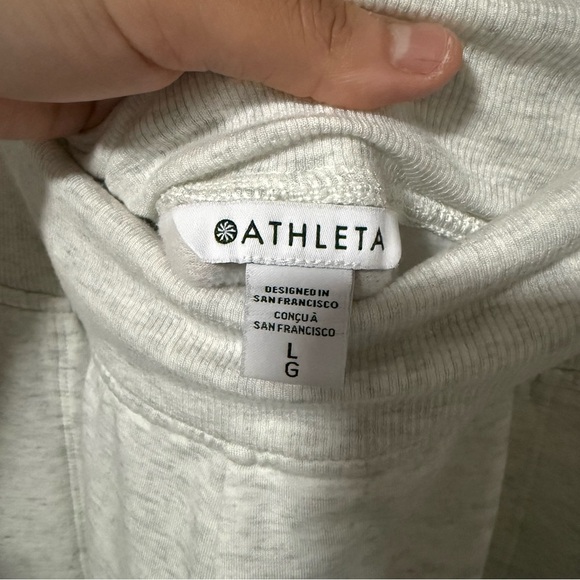 ATHLETA
DESIGNED IN
SAN FRANCISCO
CONÇU À
SAN FRANCISCO
L
G